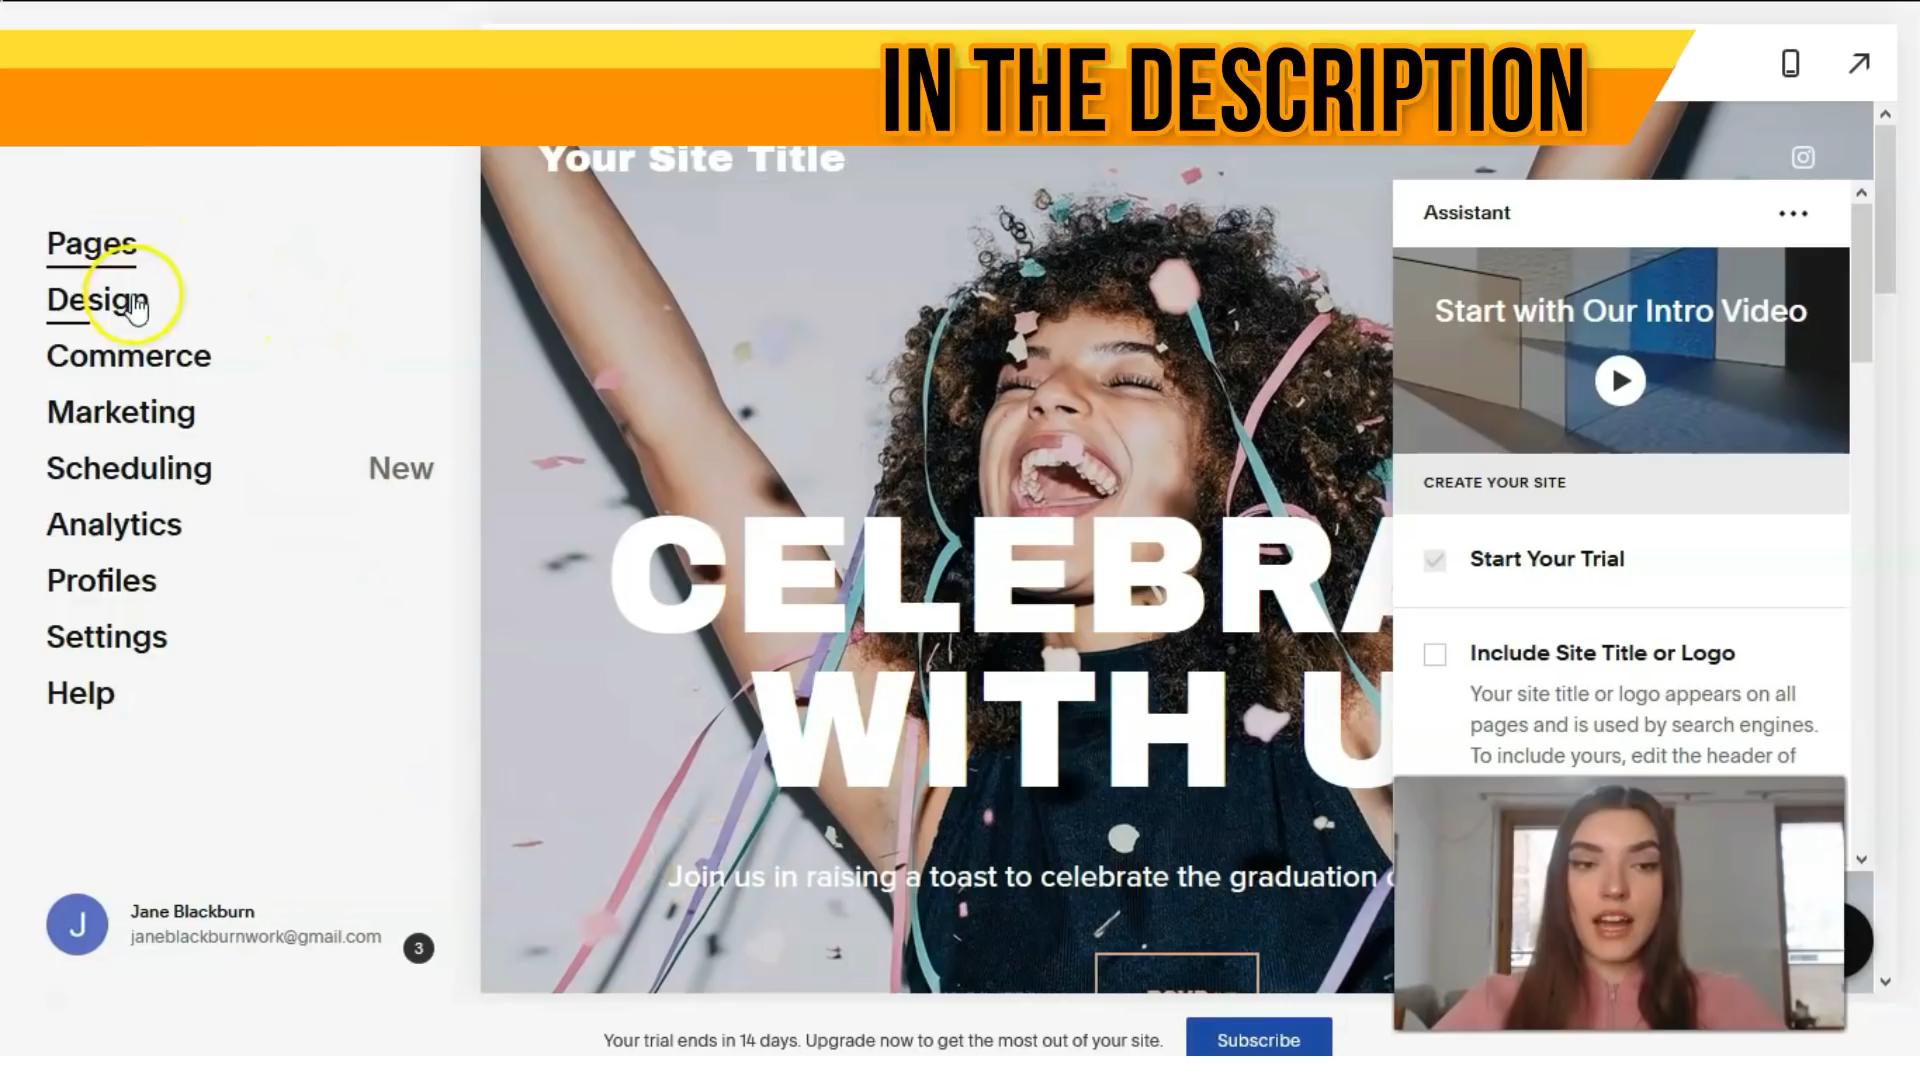 IN THE DESCRIPTION
Your Site Title
Pages
Design
Commerce
Marketing
Scheduling New
Analytics
Profiles
Settings
Help
J
Jane Blackburn
janeblackburnwork@gmail.com
3
CELEBRA
WITH U
Join us in raising a toast to celebrate the graduation
Assistant
Start with Our Intro Video
CREATE YOUR SITE
Start Your Trial
Include Site Title or Logo
Your site title or logo appears on all
pages and is used by search engines.
To include yours, edit the header of
Your trial ends in 14 days. Upgrade now to get the most out of your site.
Subscribe